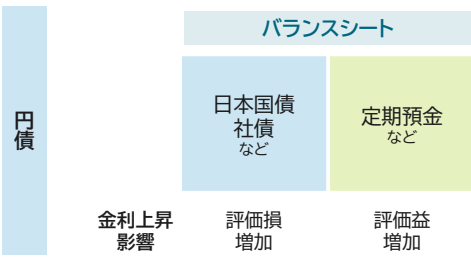 円債
バランスシート
日本国債
社債
など
定期預金
など
金利上昇
影響
評価損
増加
評価益
増加